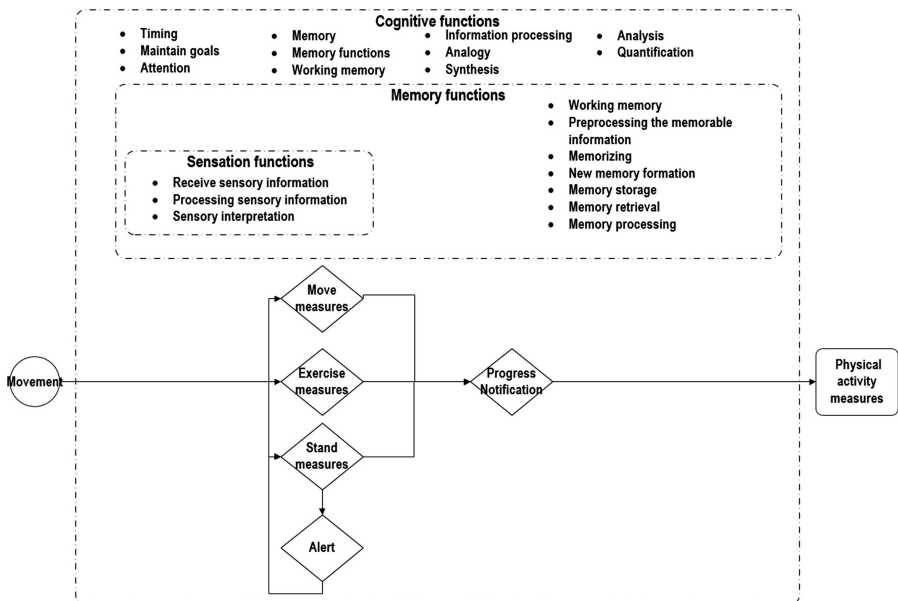 Cognitive functions
• Timing
• Maintain goals
• Attention
• Memory
• Memory functions
• Working memory
• Information processing
• Analogy
• Synthesis
• Analysis
• Quantification
Memory functions
• Working memory
• Preprocessing the memorable
information
• Memorizing
• New memory formation
• Memory storage
• Memory retrieval
• Memory processing
Sensation functions
• Receive sensory information
• Processing sensory information
• Sensory interpretation
Move
measures
Movement
Exercise
measures
Progress
Notification
Physical
activity
measures
Stand
measures
Alert